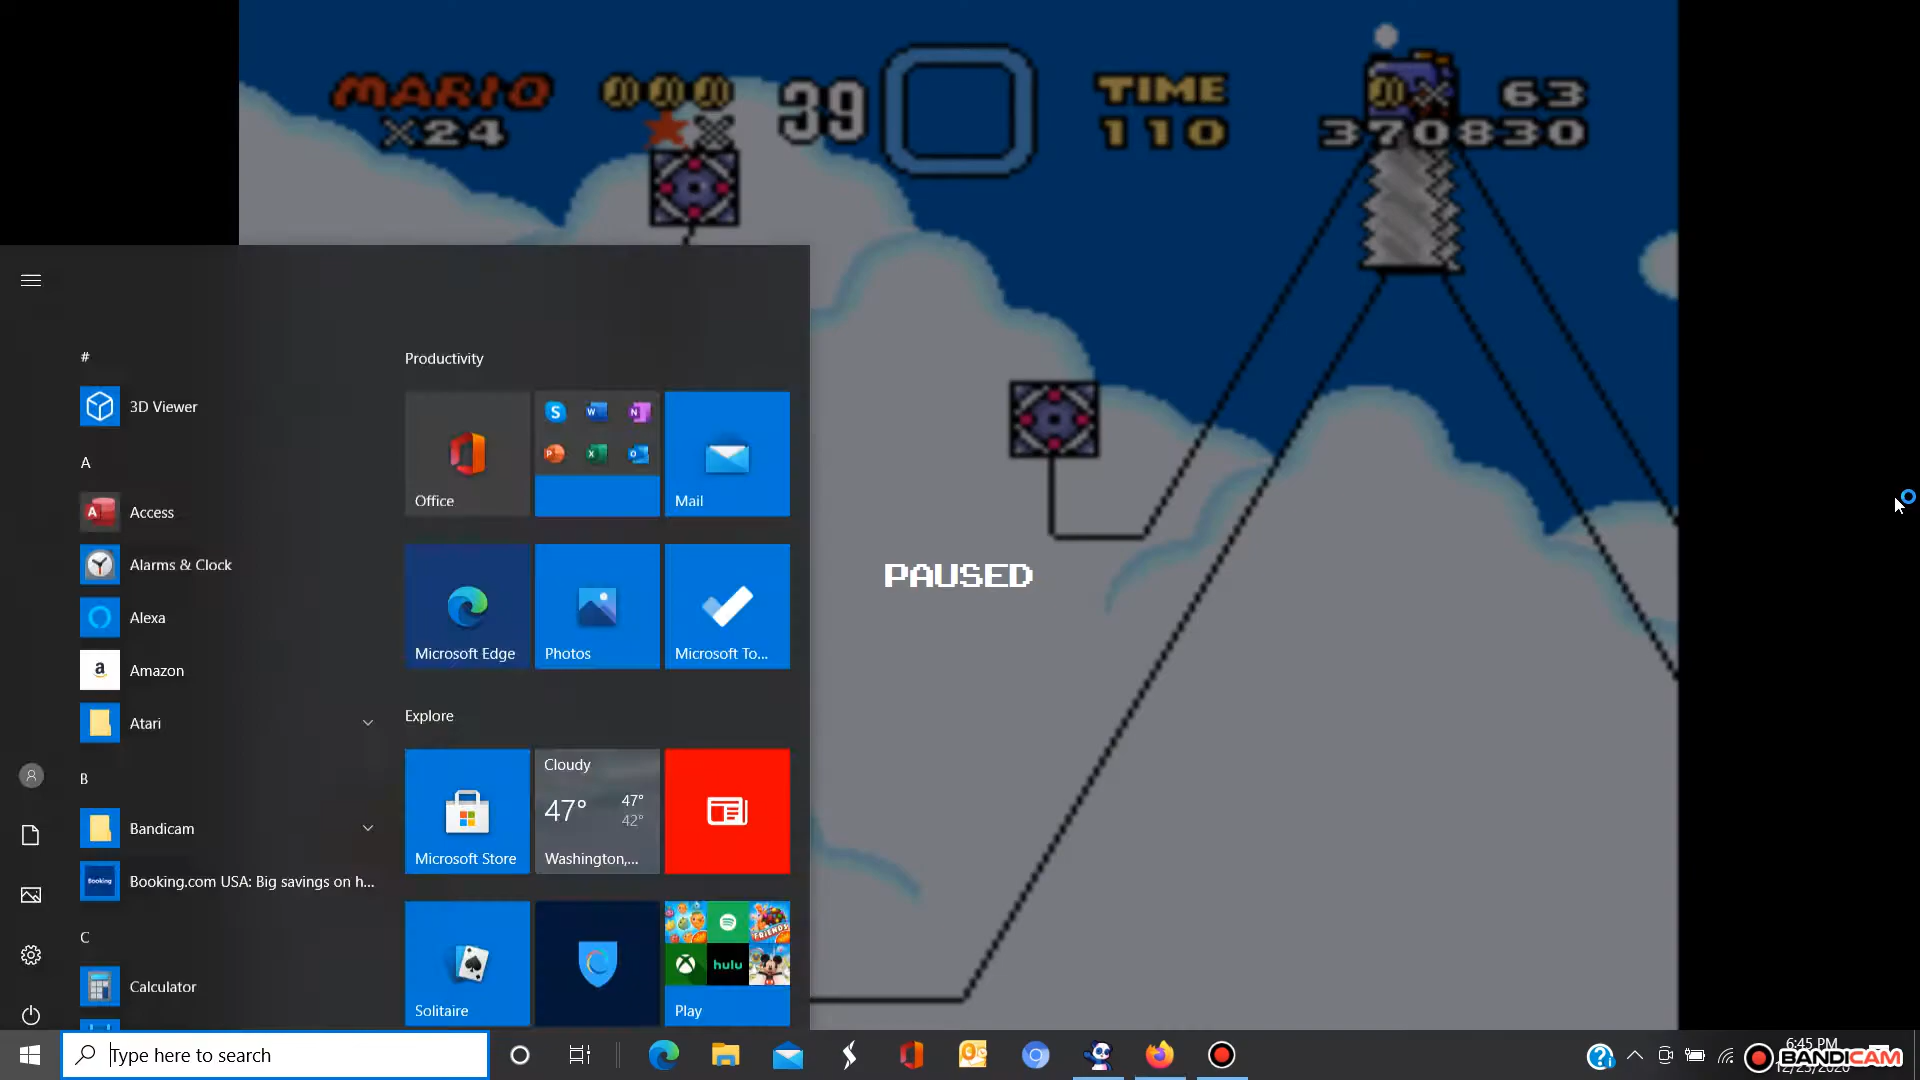 MARIO
×24
39
TIME
110
× 63
370830
PAUSED
#
3D Viewer
A
Access
Alarms & Clock
Alexa
Amazon
Atari
B
Bandicam
Booking.com USA: Big savings on h...
C
Calculator
Productivity
Office
Mail
Microsoft Edge
Photos
Microsoft To...
Explore
Microsoft Store
Cloudy
47°
47°
42°
Washington,...
Solitaire
hulu
Play
Type here to search
6:45 PM
BANDICAM